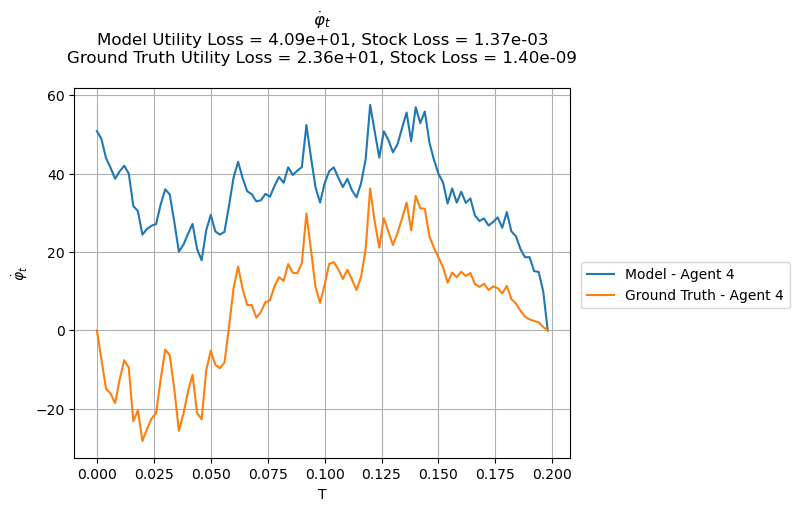 φ̇ₜ
Model Utility Loss = 4.09e+01, Stock Loss = 1.37e-03
Ground Truth Utility Loss = 2.36e+01, Stock Loss = 1.40e-09
60
40
20
0
−20
φ̇ₜ
0.000 0.025 0.050 0.075 0.100 0.125 0.150 0.175 0.200
T
Model - Agent 4
Ground Truth - Agent 4